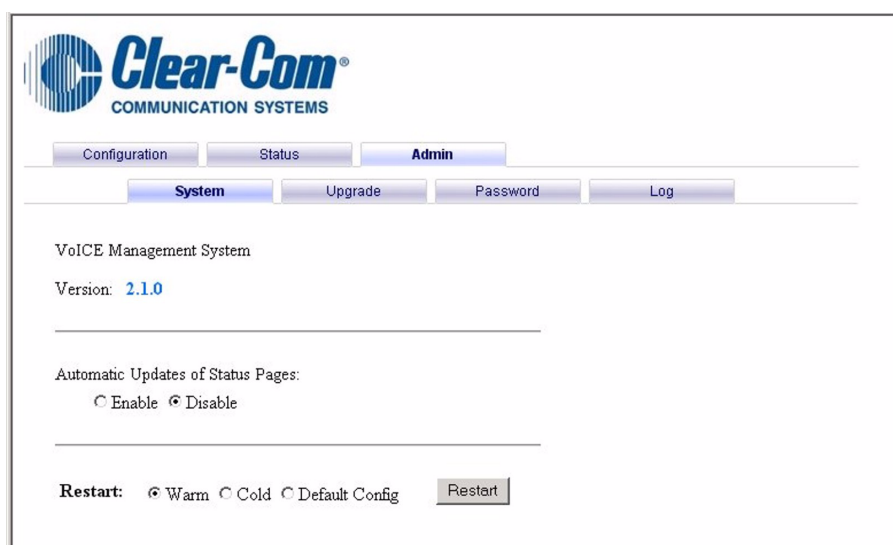 Clear-Com®
COMMUNICATION SYSTEMS
Configuration Status Admin
System Upgrade Password Log
VoICE Management System
Version: 2.1.0
Automatic Updates of Status Pages:
Enable Disable
Restart: Warm Cold Default Config Restart